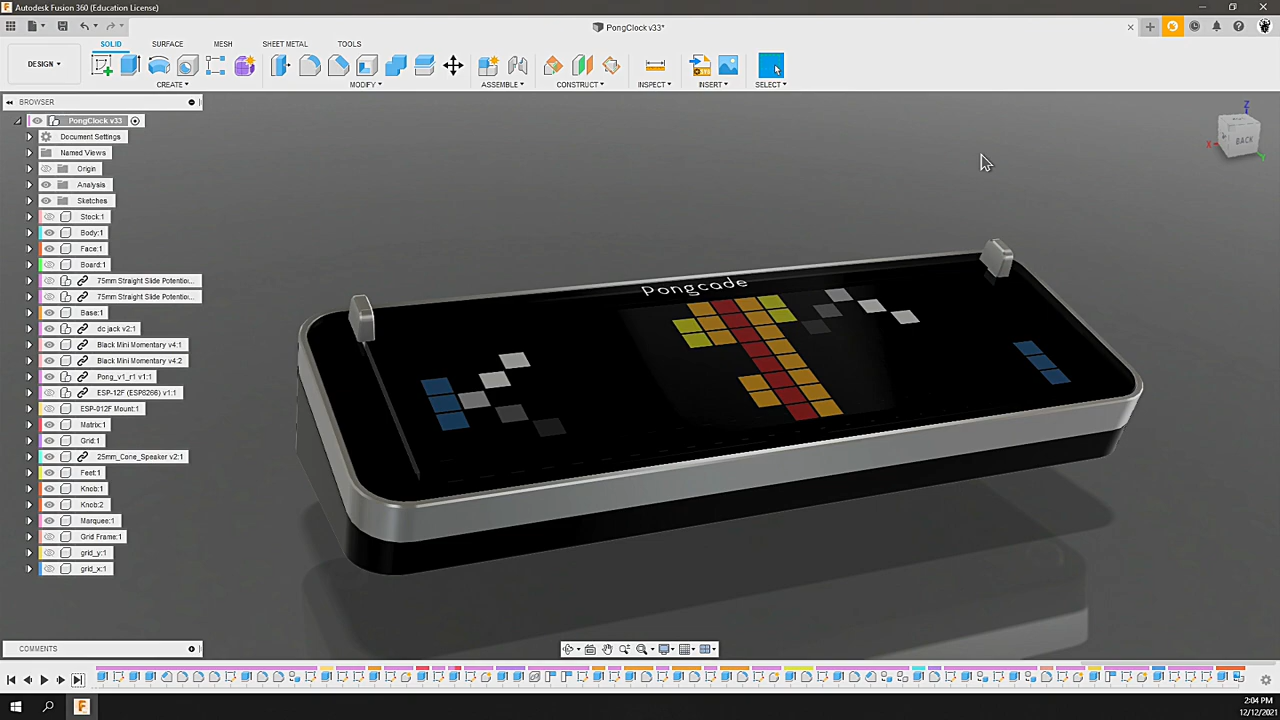 Autodesk Fusion 360 (Education License)
PongClock v33*
DESIGN
SOLID
SURFACE
MESH
SHEET METAL
TOOLS
CREATE
MODIFY
ASSEMBLE
CONSTRUCT
INSPECT
INSERT
SELECT
BROWSER
PongClock v33
Document Settings
Named Views
Origin
Analysis
Sketches
Stock:1
Body:1
Face:1
Board:1
75mm Straight Slide Potentio...
75mm Straight Slide Potentio...
Base:1
dc jack v2:1
Black Mini Momentary v4:1
Black Mini Momentary v4:2
Pong_v1_r1 v1:1
ESP-12F (ESP8266) v1:1
ESP-012F Mount:1
Matrix:1
Grid:1
25mm_Cone_Speaker v2:1
Feet:1
Knob:1
Knob:2
Marquee:1
Grid Frame:1
grid_y:1
grid_x:1
Z
BACK
X
Y
Pongcade
COMMENTS
2:04 PM
12/12/2021